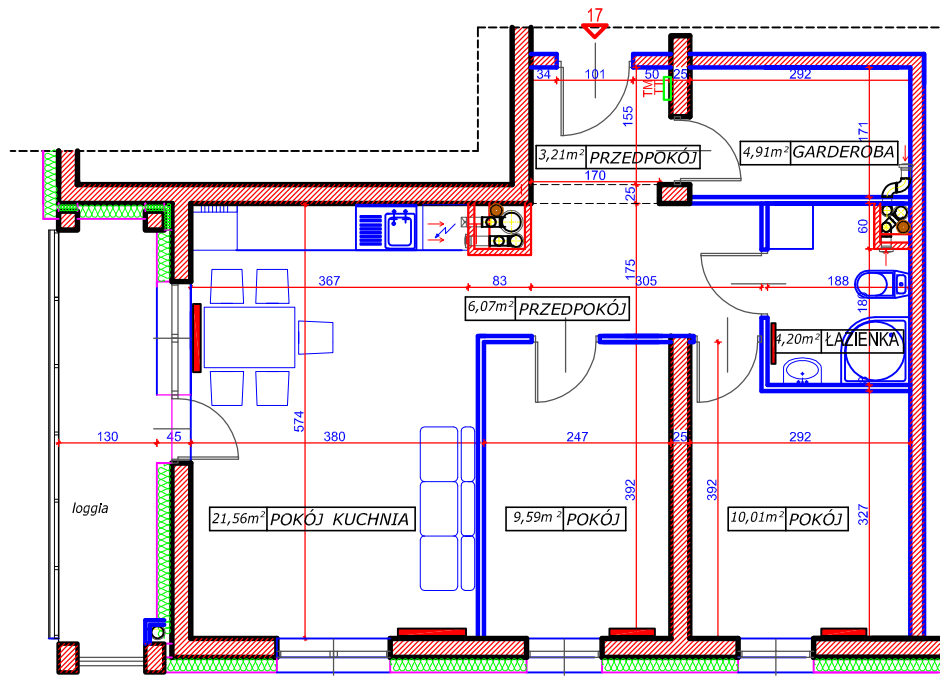 17
34 101 50 25 292
TM
TT
155
171
3,21m² PRZEDPOKÓJ
4,91m² GARDEROBA
170
25
60
175
367 83 305 188
6,07m² PRZEDPOKÓJ
4,20m² ŁAZIENKA
574
130 45 380 247 25 292
392
392
327
loggia
21,56m² POKÓJ KUCHNIA
9,59m² POKÓJ
10,01m² POKÓJ